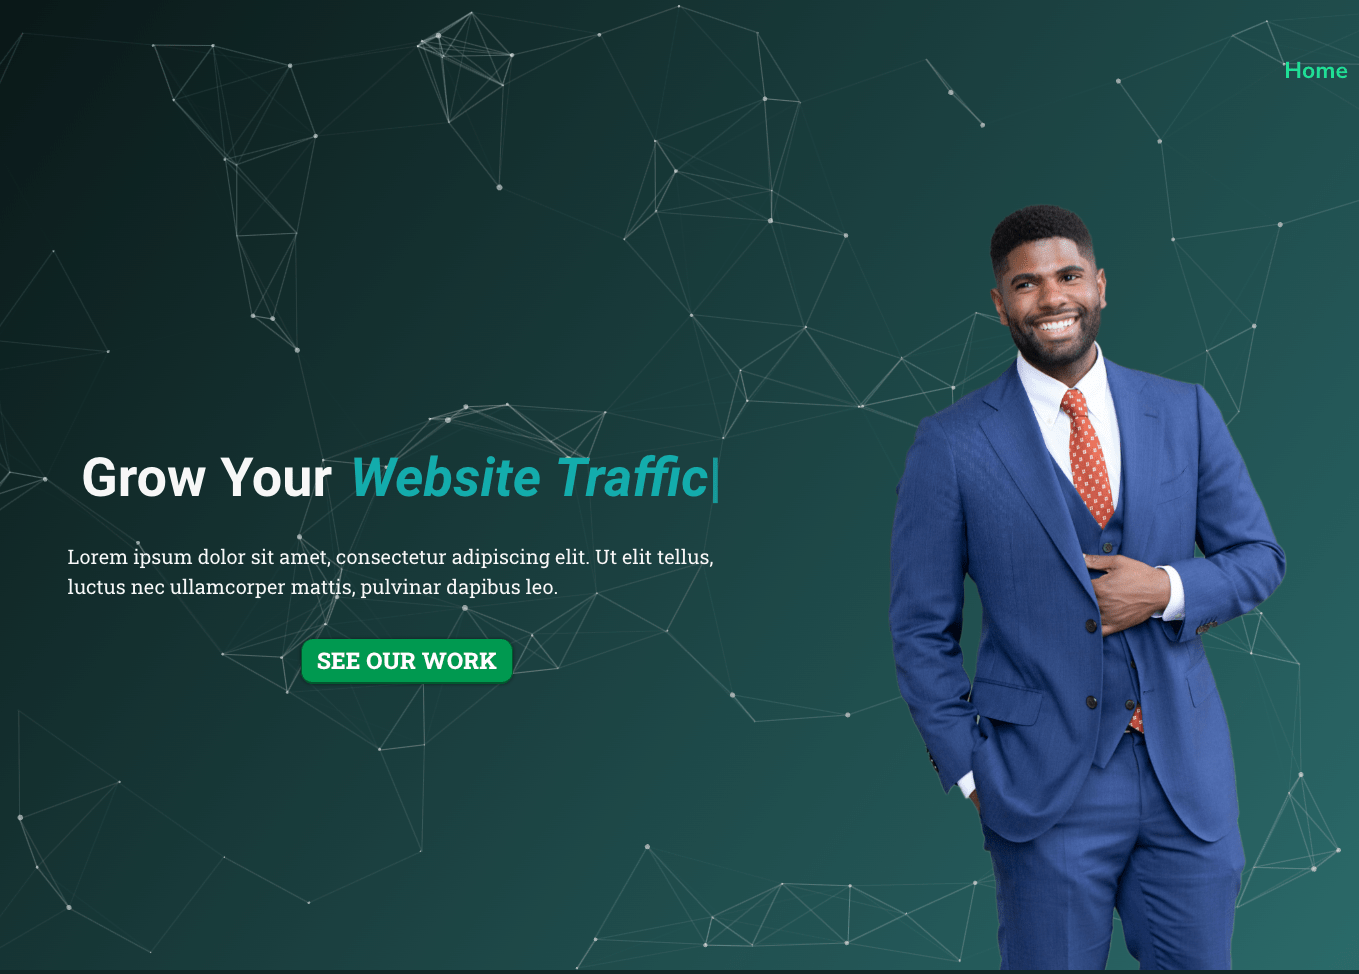 Home
Grow Your Website Traffic|
Lorem ipsum dolor sit amet, consectetur adipiscing elit. Ut elit tellus,
luctus nec ullamcorper mattis, pulvinar dapibus leo.
SEE OUR WORK